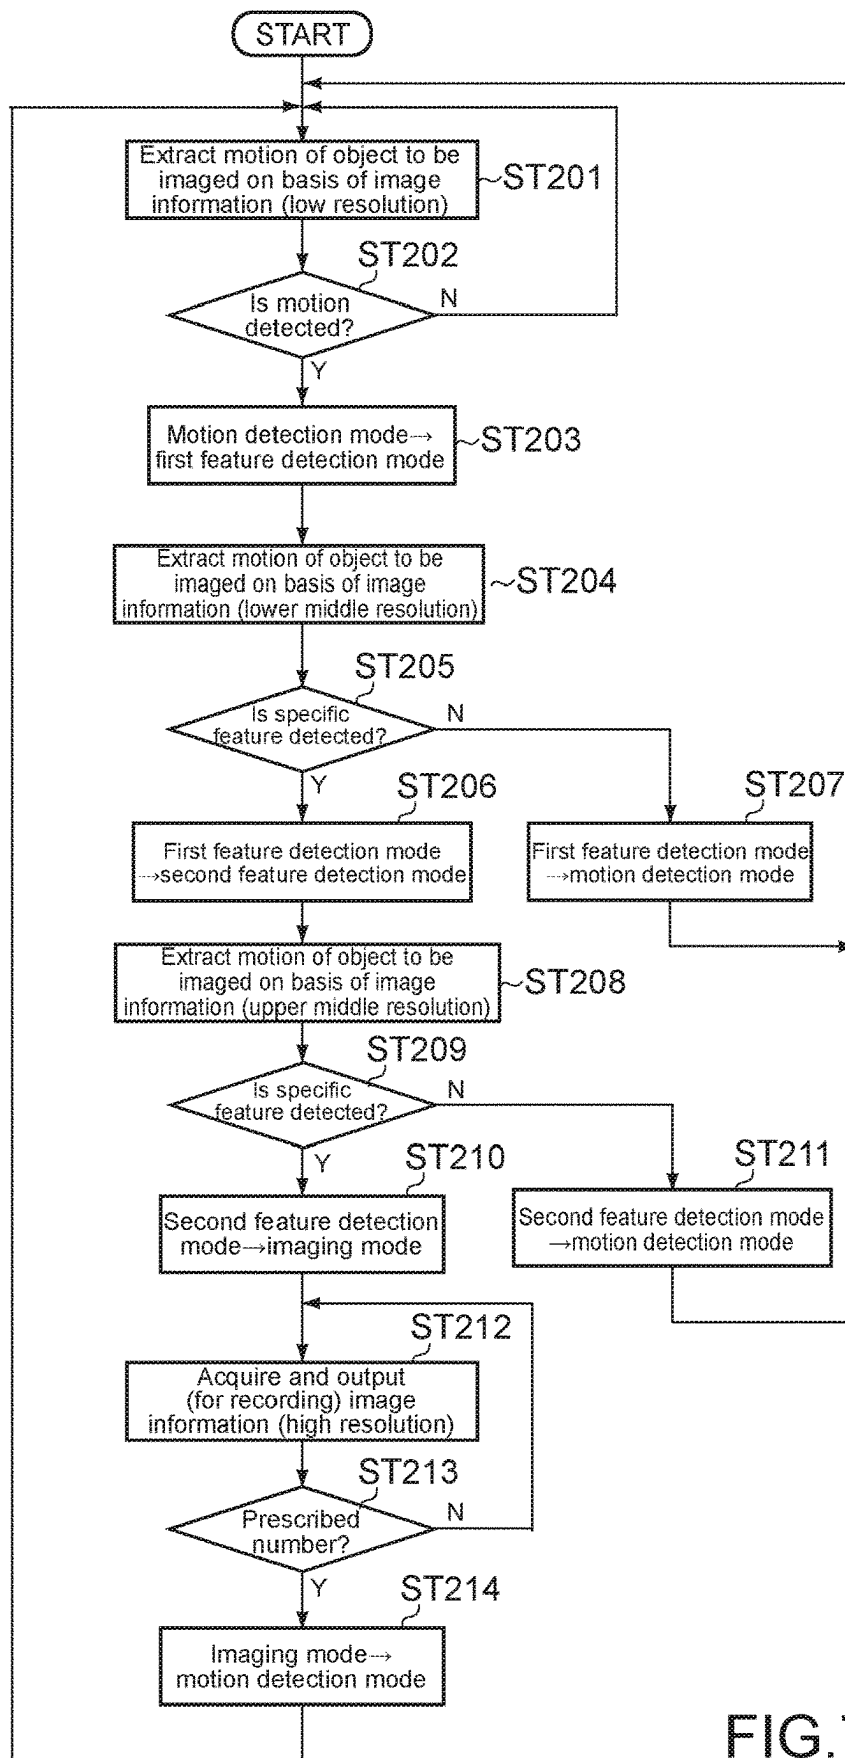 START
Extract motion of object to be
imaged on basis of image
information (low resolution)
ST201
ST202
Is motion
detected?
N
Y
Motion detection mode→
first feature detection mode
ST203
Extract motion of object to be
imaged on basis of image
information (lower middle resolution)
ST204
ST205
Is specific
feature detected?
N
Y
ST206
First feature detection mode
→second feature detection mode
ST207
First feature detection mode
→motion detection mode
Extract motion of object to be
imaged on basis of image
information (upper middle resolution)
ST208
ST209
Is specific
feature detected?
N
Y
ST210
Second feature detection
mode→imaging mode
ST211
Second feature detection mode
→motion detection mode
ST212
Acquire and output
(for recording) image
information (high resolution)
ST213
Prescribed
number?
N
Y
ST214
Imaging mode→
motion detection mode
FIG.